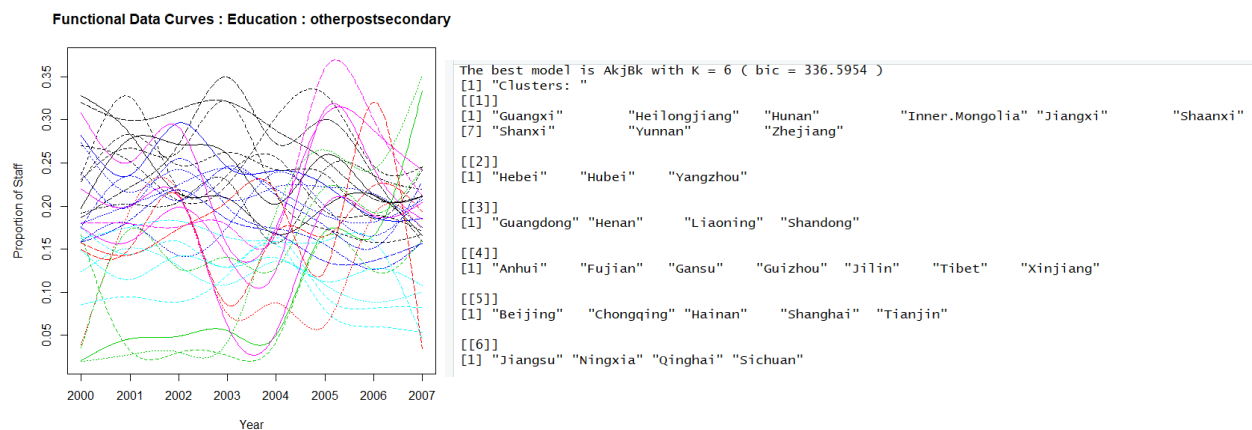 Functional Data Curves : Education : otherpostsecondary
Proportion of Staff
0.35
0.30
0.25
0.20
0.15
0.10
0.05
2000 2001 2002 2003 2004 2005 2006 2007
Year
The best model is AkjBk with K = 6 ( bic = 336.5954 )
[1] "Clusters: "
[[1]]
[1] "Guangxi" "Heilongjiang" "Hunan" "Inner.Mongolia" "Jiangxi" "Shaanxi"
[7] "Shanxi" "Yunnan" "Zhejiang"
[[2]]
[1] "Hebei" "Hubei" "Yangzhou"
[[3]]
[1] "Guangdong" "Henan" "Liaoning" "Shandong"
[[4]]
[1] "Anhui" "Fujian" "Gansu" "Guizhou" "Jilin" "Tibet" "Xinjiang"
[[5]]
[1] "Beijing" "Chongqing" "Hainan" "Shanghai" "Tianjin"
[[6]]
[1] "Jiangsu" "Ningxia" "Qinghai" "Sichuan"